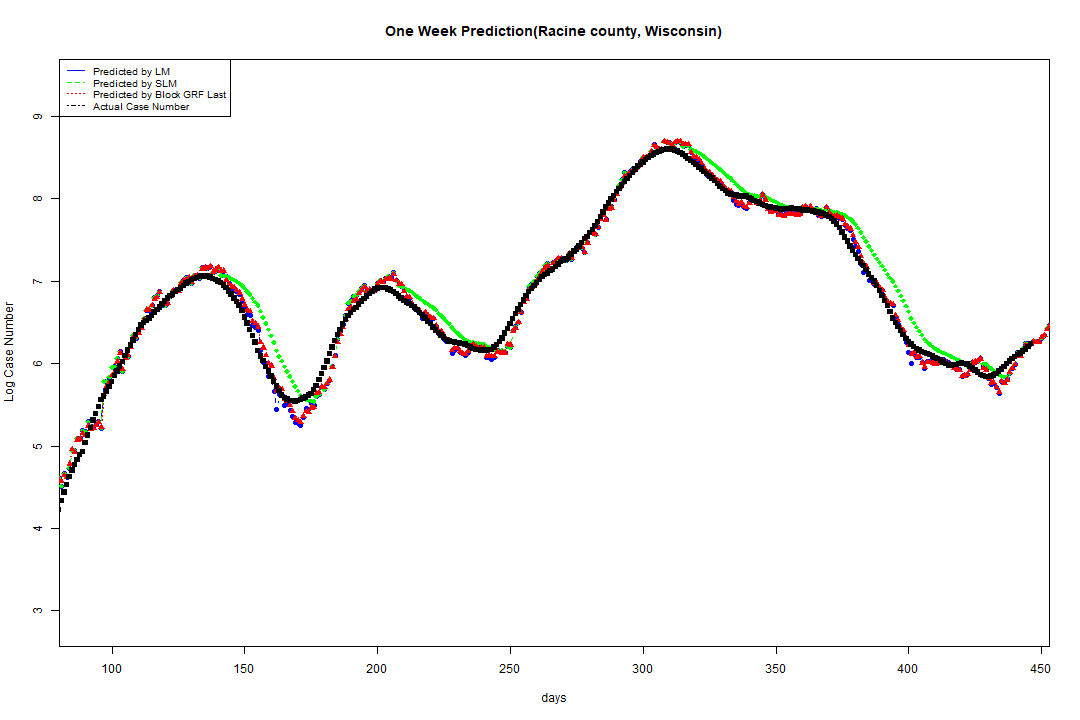 One Week Prediction(Racine county, Wisconsin)
Predicted by LM
Predicted by SLM
Predicted by Block GRF Last
Actual Case Number
9
8
7
6
5
4
3
Log Case Number
100 150 200 250 300 350 400 450
days